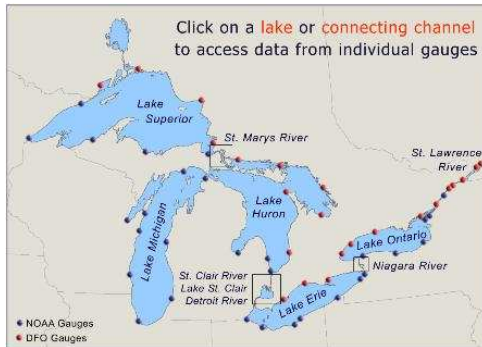 Click on a lake or connecting channel
to access data from individual gauges
Lake
Superior
St. Marys River
St. Lawrence
River
Lake Michigan
Lake
Huron
Lake Ontario
Niagara River
St. Clair River
Lake St. Clair
Detroit River
Lake Erie
NOAA Gauges
DFO Gauges